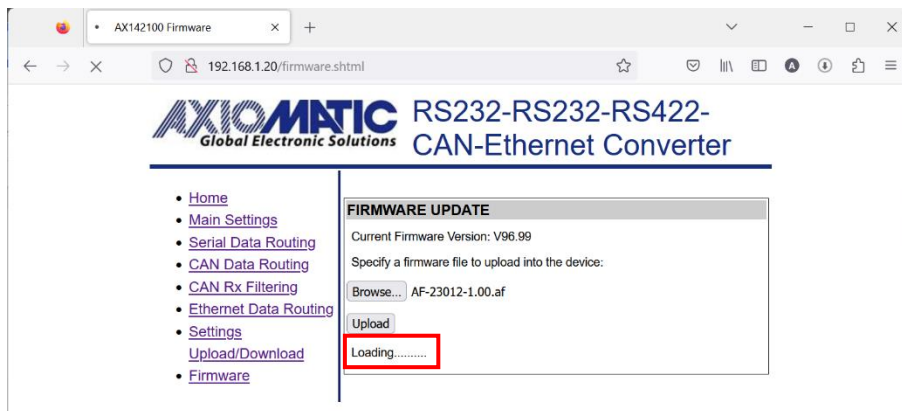 AX142100 Firmware
192.168.1.20/firmware.shtml
AXIOMATIC
Global Electronic Solutions
RS232-RS232-RS422-
CAN-Ethernet Converter
Home
Main Settings
Serial Data Routing
CAN Data Routing
CAN Rx Filtering
Ethernet Data Routing
Settings
Upload/Download
Firmware
FIRMWARE UPDATE
Current Firmware Version: V96.99
Specify a firmware file to upload into the device:
Browse... AF-23012-1.00.af
Upload
Loading..........